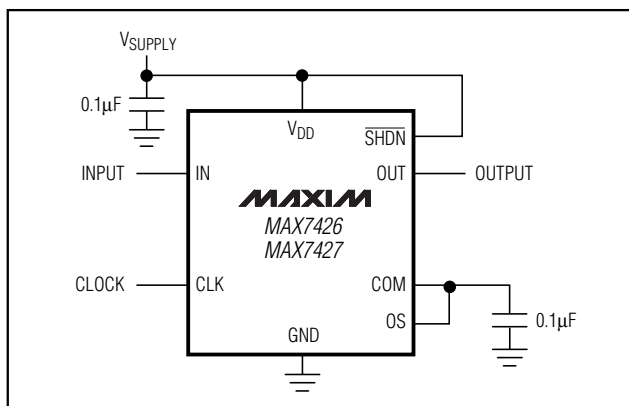 VSUPPLY
0.1µF
VDD
SHDN
INPUT
IN
OUT
OUTPUT
MAXIM
MAX7426
MAX7427
CLOCK
CLK
COM
OS
0.1µF
GND